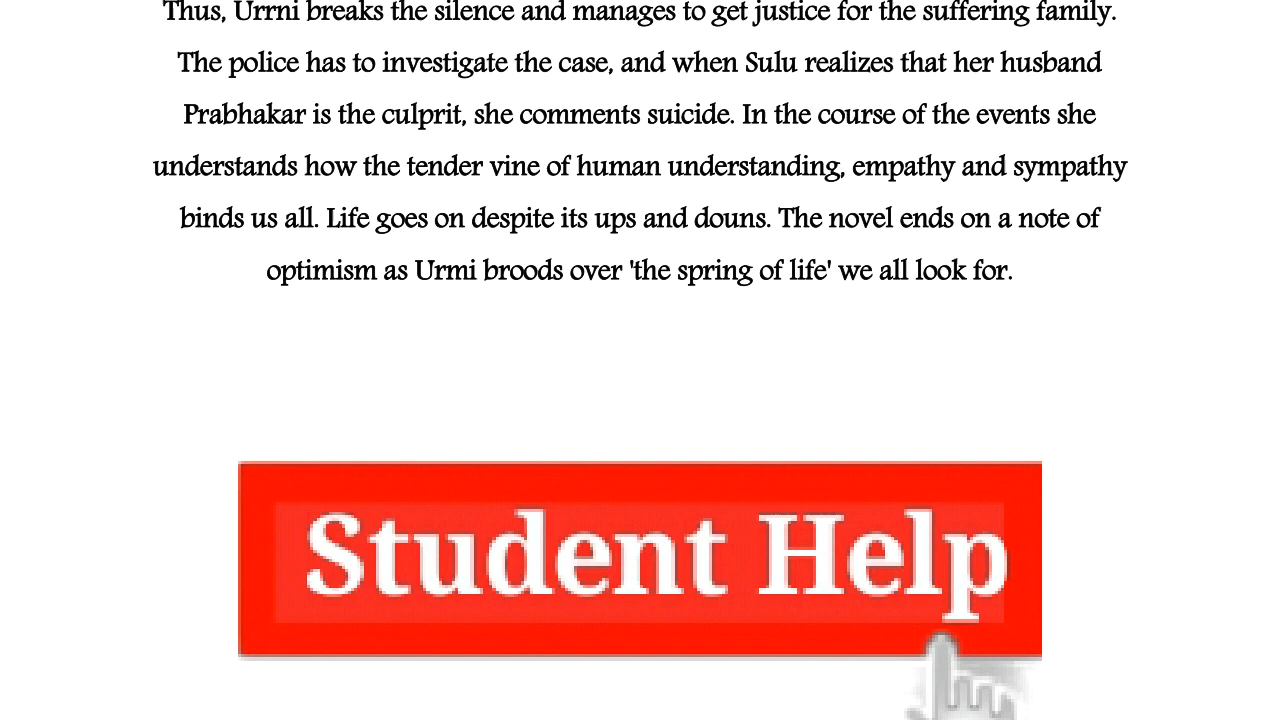 Thus, Urrni breaks the silence and manages to get justice for the suffering family.
The police has to investigate the case, and when Sulu realizes that her husband
Prabhakar is the culprit, she comments suicide. In the course of the events she
understands how the tender vine of human understanding, empathy and sympathy
binds us all. Life goes on despite its ups and douns. The novel ends on a note of
optimism as Urmi broods over 'the spring of life' we all look for.
Student Help